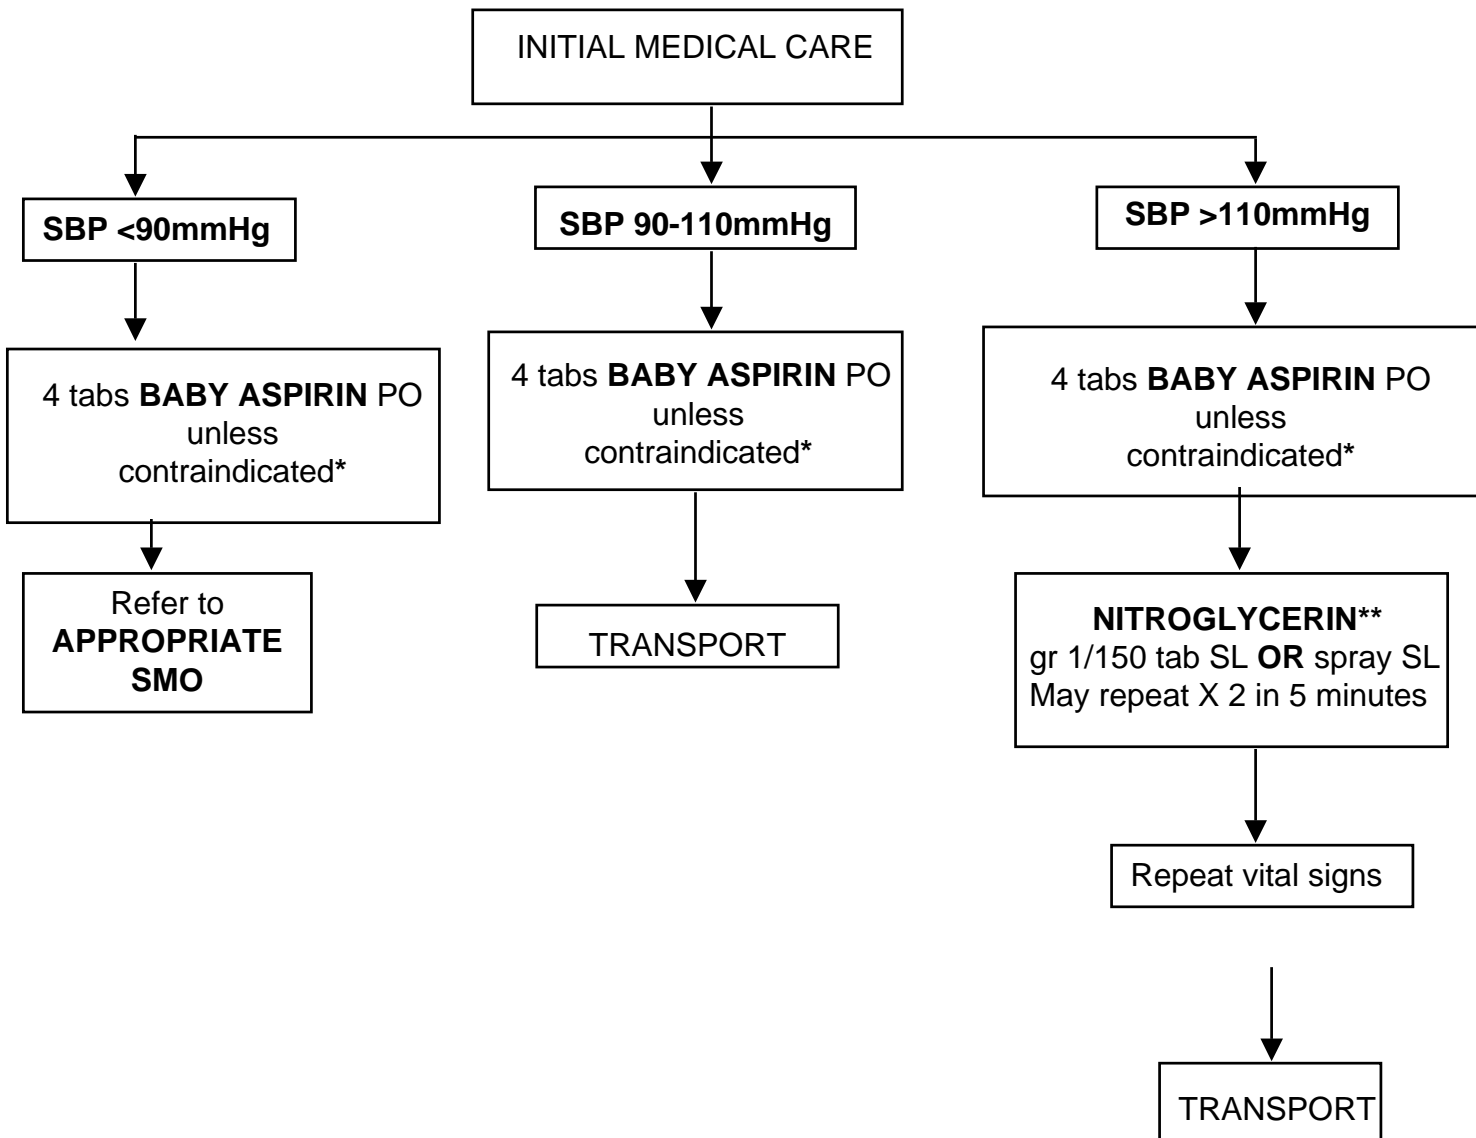 INITIAL MEDICAL CARE
SBP <90mmHg
SBP 90-110mmHg
SBP >110mmHg
4 tabs BABY ASPIRIN PO
unless
contraindicated*
4 tabs BABY ASPIRIN PO
unless
contraindicated*
4 tabs BABY ASPIRIN PO
unless
contraindicated*
Refer to
APPROPRIATE
SMO
TRANSPORT
NITROGLYCERIN**
gr 1/150 tab SL OR spray SL
May repeat X 2 in 5 minutes
Repeat vital signs
TRANSPORT